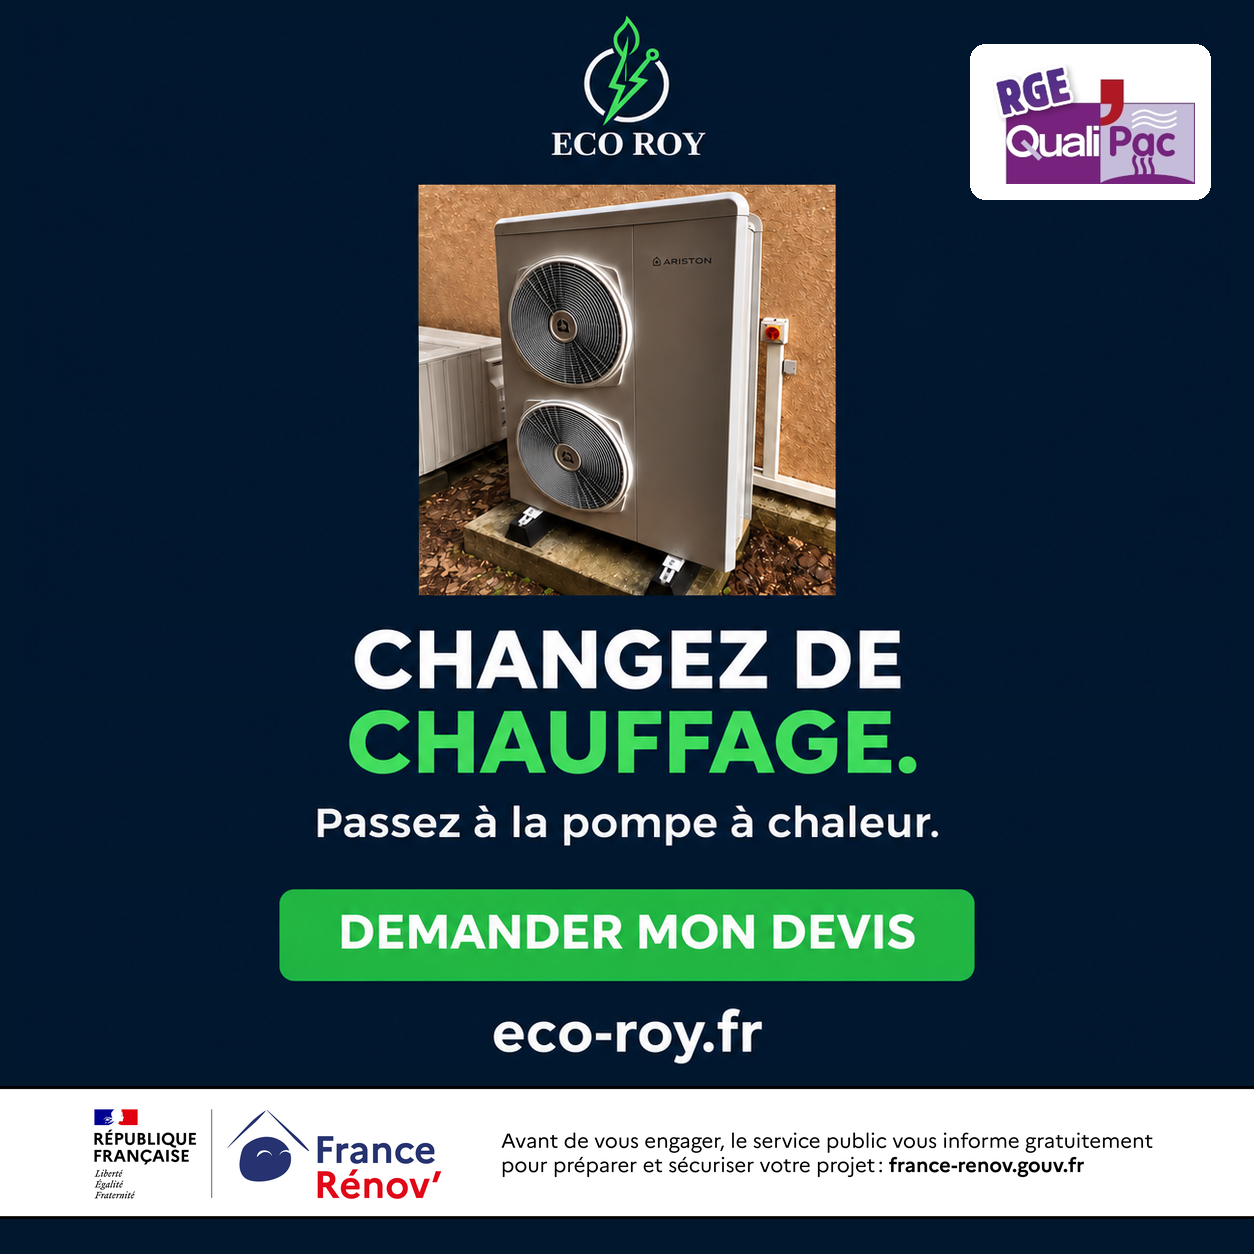 ECO ROY
RGE
QualiPac
ARISTON
CHANGEZ DE
CHAUFFAGE.
Passez à la pompe à chaleur.
DEMANDER MON DEVIS
eco-roy.fr
RÉPUBLIQUE
FRANÇAISE
Liberté
Égalité
Fraternité
France
Rénov’
Avant de vous engager, le service public vous informe gratuitement
pour préparer et sécuriser votre projet : france-renov.gouv.fr